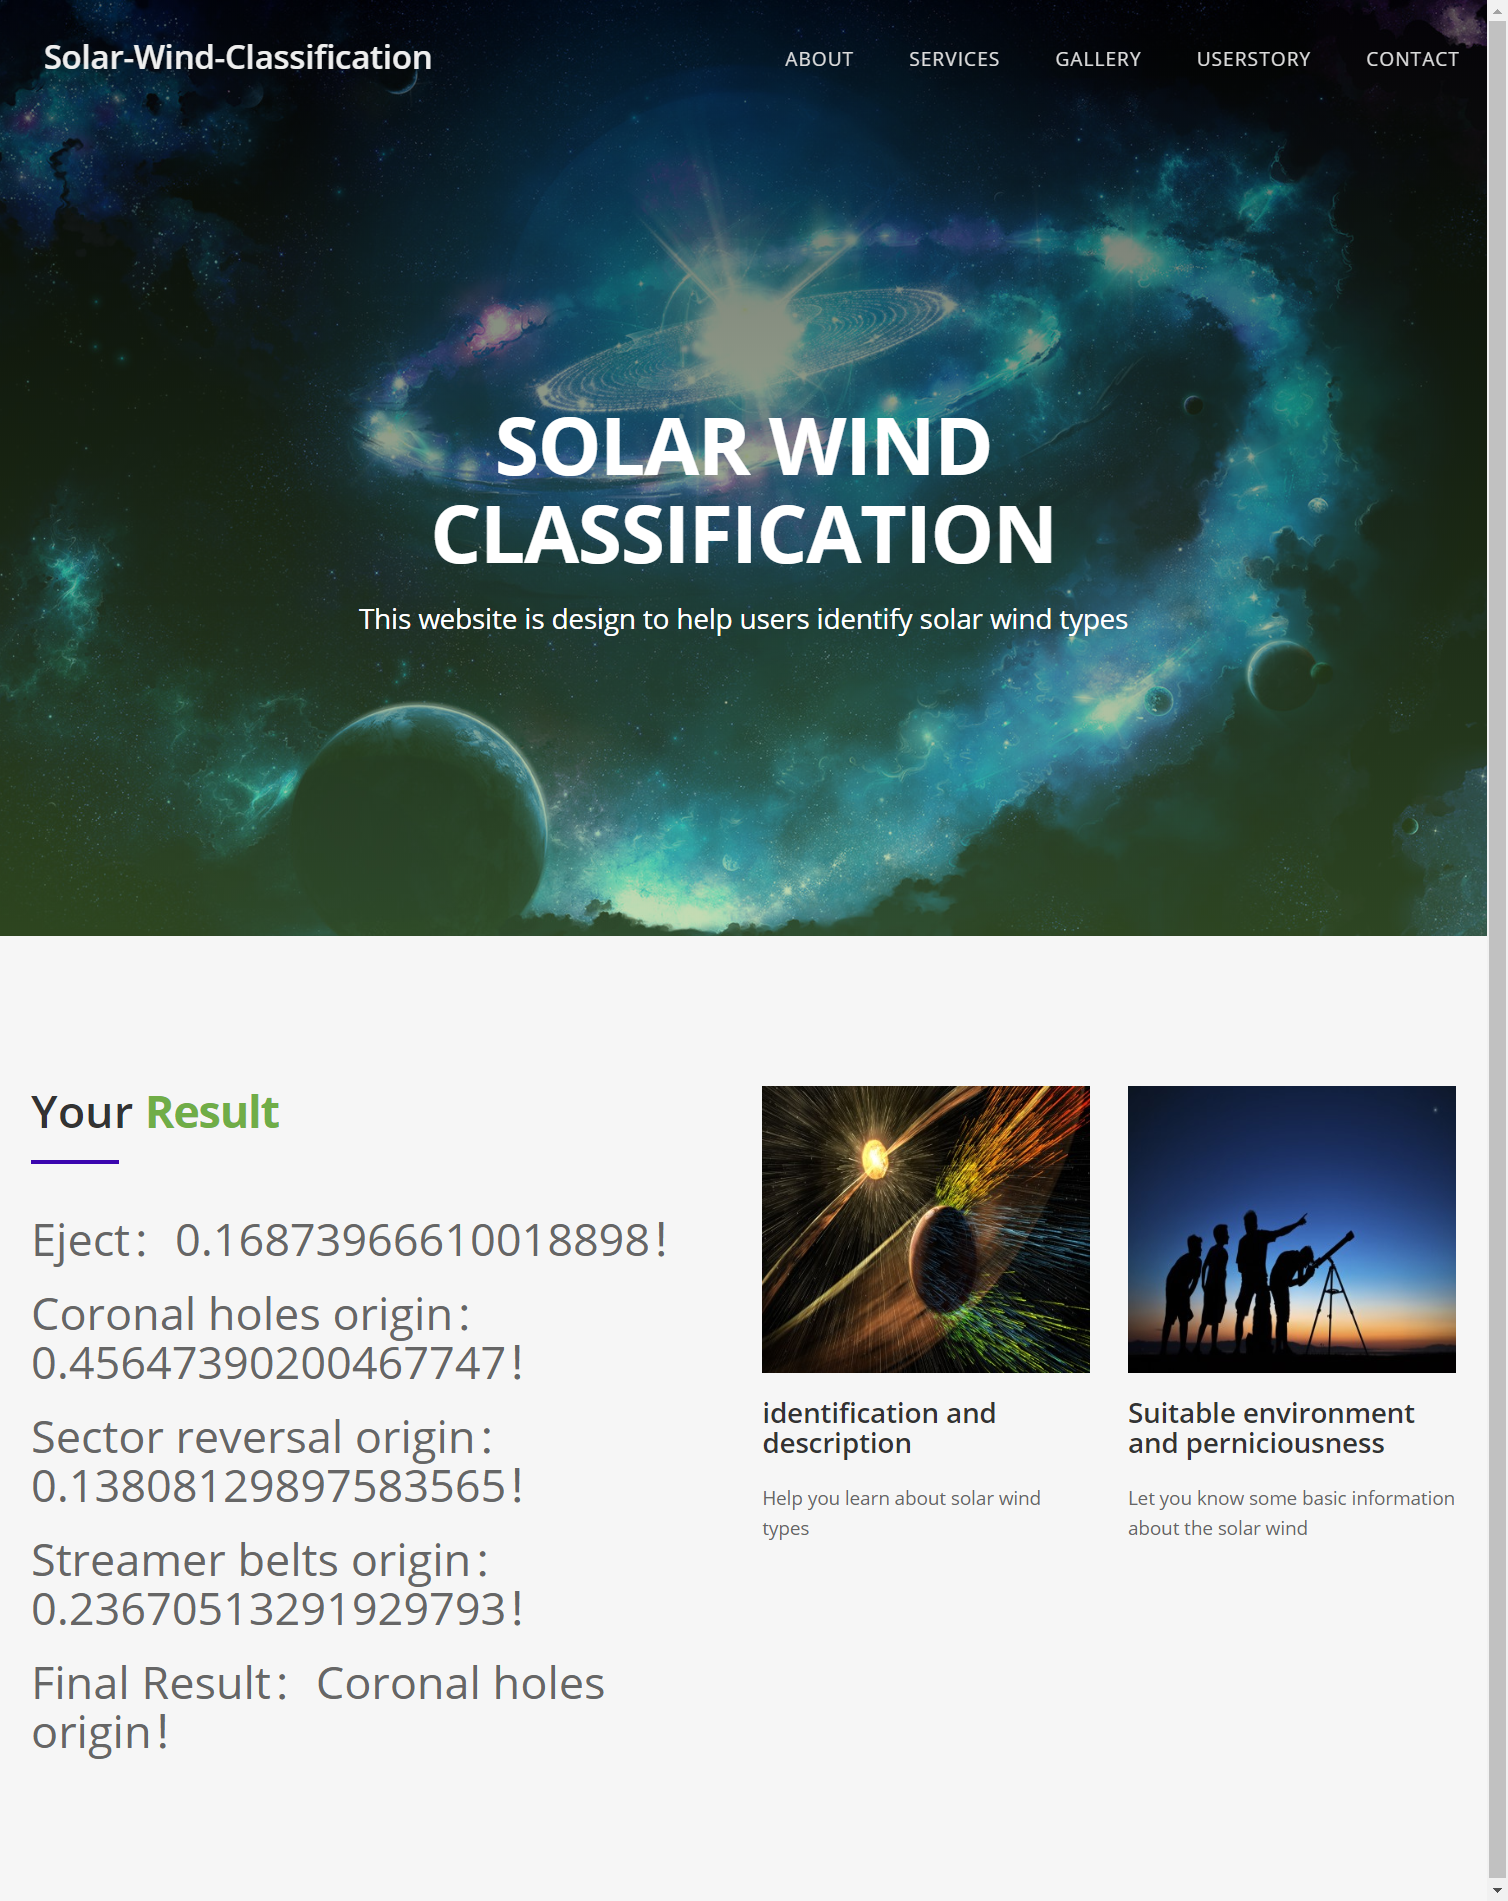 Solar-Wind-Classification
ABOUT SERVICES GALLERY USERSTORY CONTACT
SOLAR WIND
CLASSIFICATION
This website is design to help users identify solar wind types
Your Result
Eject：0.16873966610018898！
Coronal holes origin：
0.45647390200467747！
Sector reversal origin：
0.13808129897583565！
Streamer belts origin：
0.23670513291929793！
Final Result：Coronal holes
origin！
identification and
description
Help you learn about solar wind
types
Suitable environment
and perniciousness
Let you know some basic information
about the solar wind